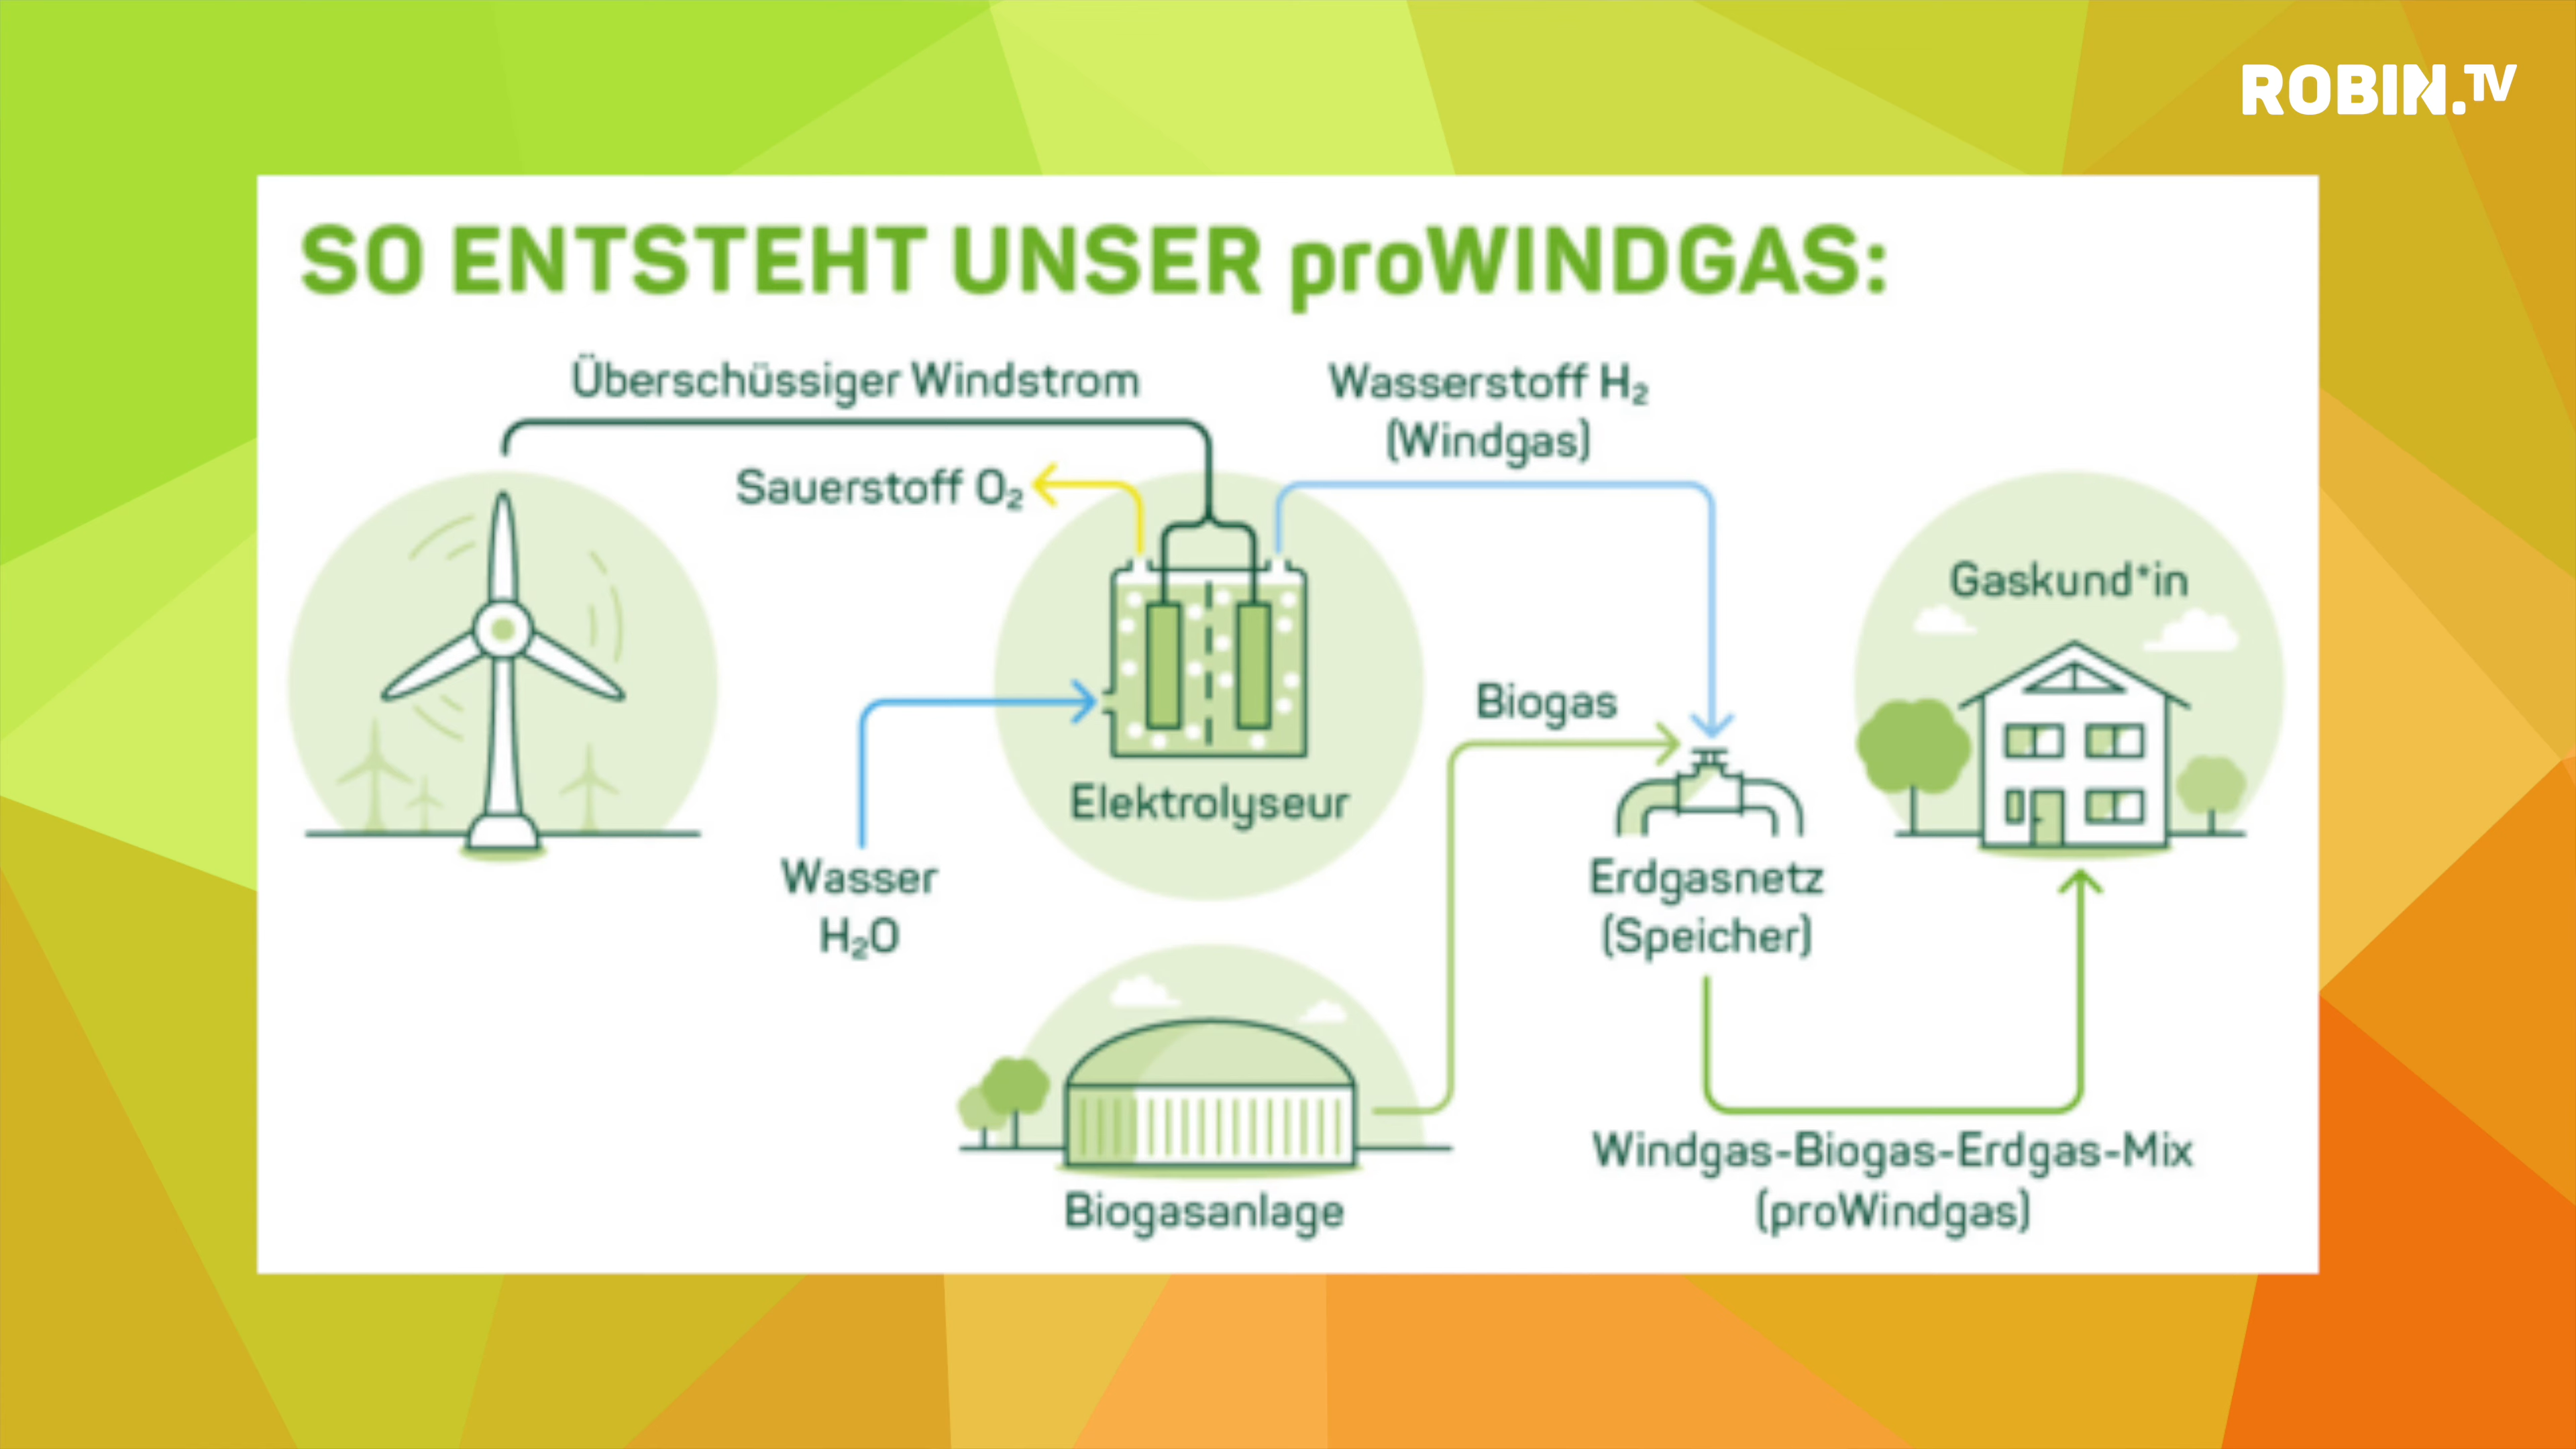 ROBIN.TV
SO ENTSTEHT UNSER proWINDGAS:
Überschüssiger Windstrom
Wasserstoff H₂
(Windgas)
Sauerstoff O₂
Gaskund*in
Biogas
Elektrolyseur
Wasser
H₂O
Erdgasnetz
(Speicher)
Windgas-Biogas-Erdgas-Mix
(proWindgas)
Biogasanlage